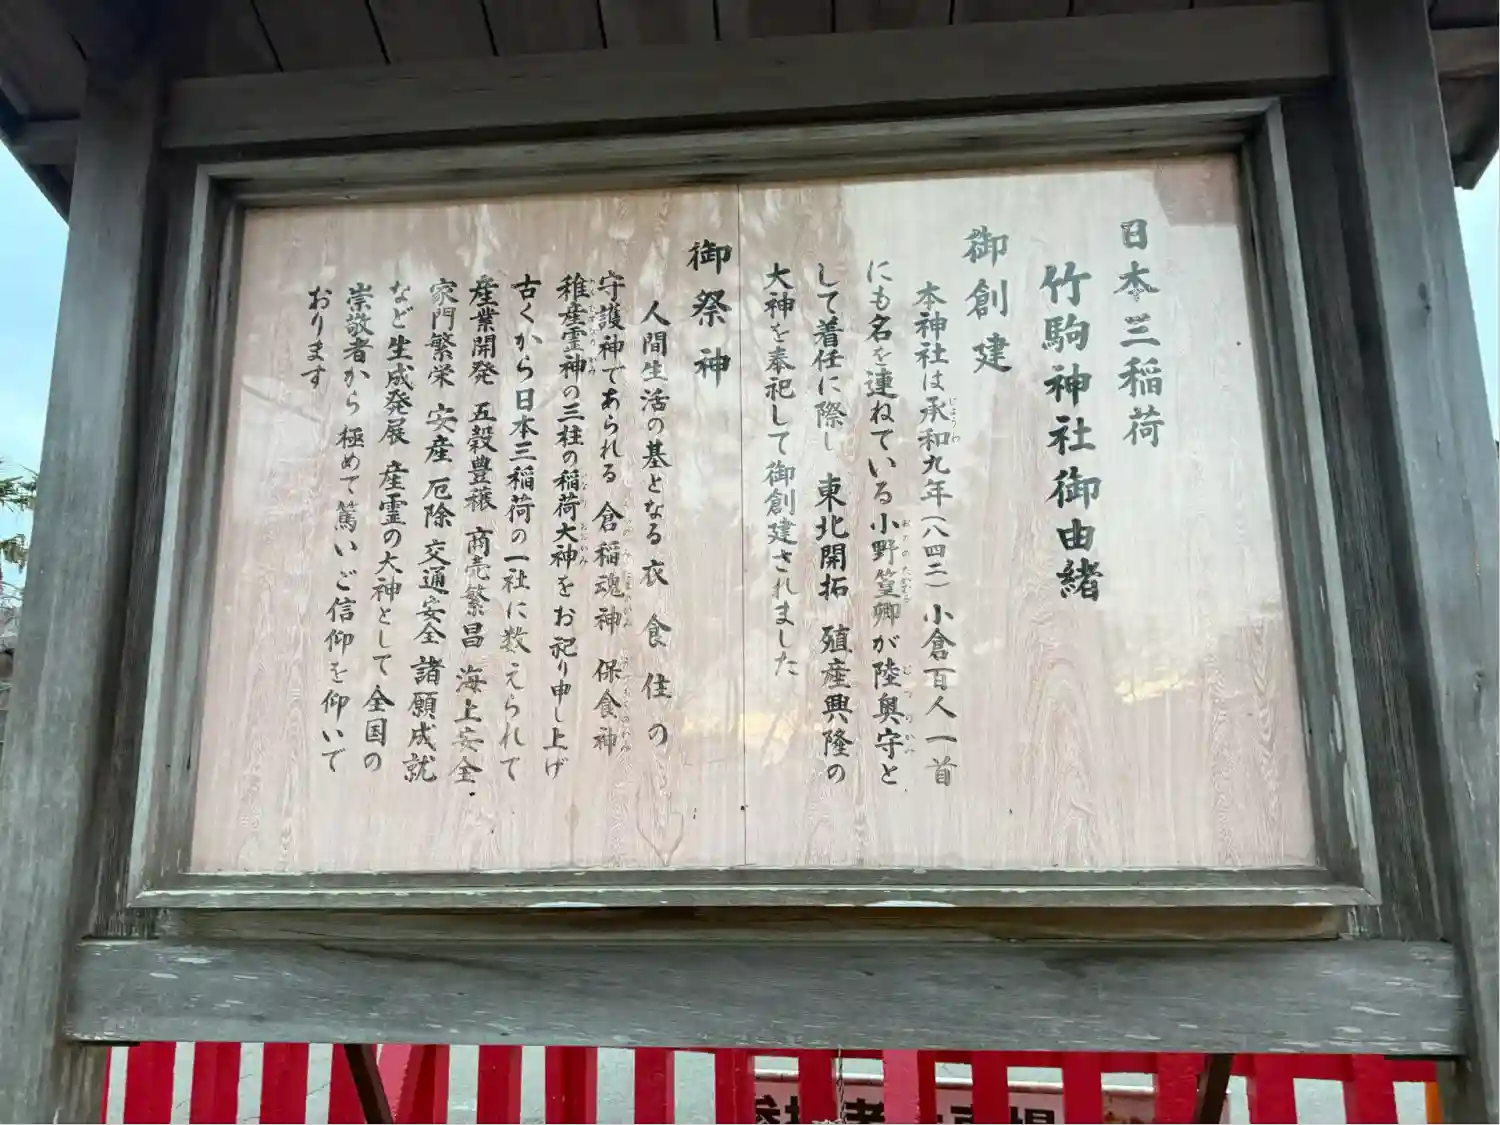 日本三稲荷
竹駒神社御由緒
御創建
本神社は承和九年（八四二）小倉百人一首
にも名を連ねている小野篁卿が陸奥守と
して着任に際し 東北開拓 殖産興隆の
大神を奉祀して御創建されました
御祭神
人間生活の基となる衣 食 住 の
守護神であられる 倉稲魂神 保食神
稚産霊神の三柱の稲荷大神をお祀り申し上げ
古くから日本三稲荷の一社に数えられて
産業開発 五穀豊穣 商売繁昌 海上安全・
家門繁栄 安産 厄除 交通安全 諸願成就
など生成発展 産霊の大神として全国の
崇敬者から極めて篤いご信仰を仰いで
おります